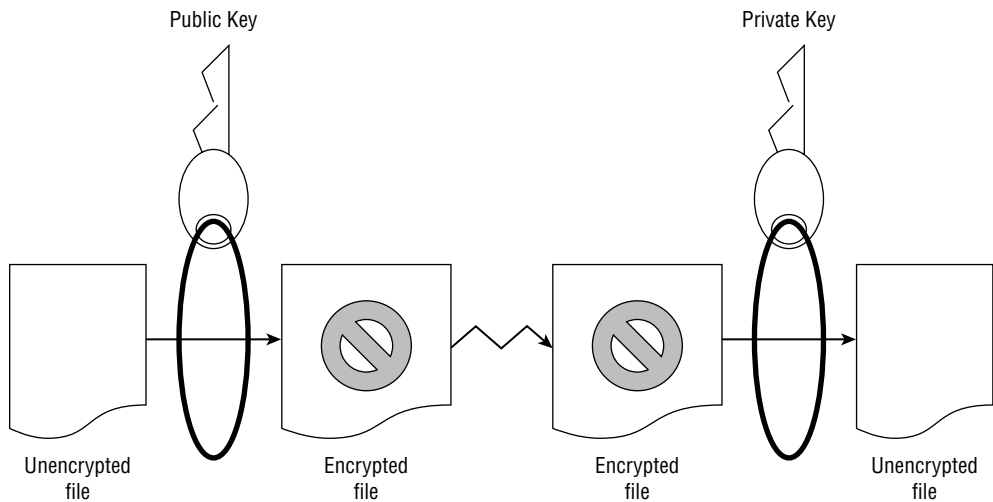 Public Key
Private Key
Unencrypted
file
Encrypted
file
Encrypted
file
Unencrypted
file